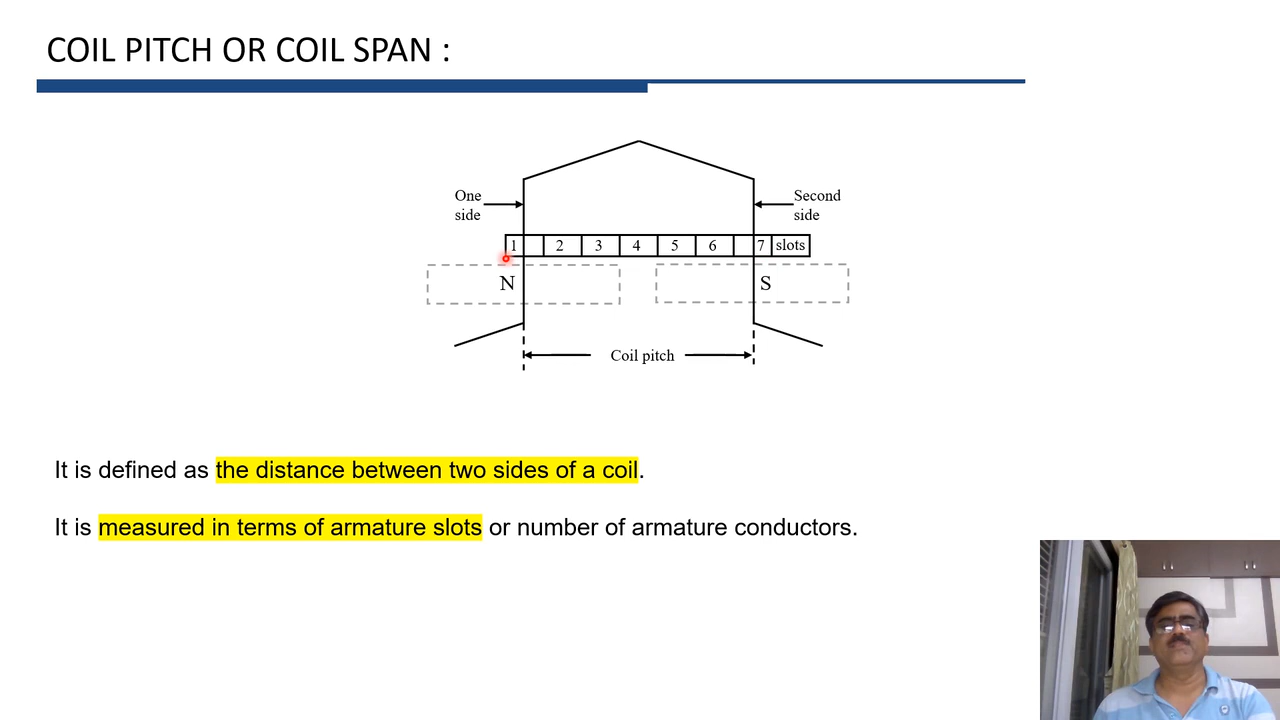 COIL PITCH OR COIL SPAN :
One side
Second side
1 2 3 4 5 6 7 slots
N S
Coil pitch
It is defined as the distance between two sides of a coil.
It is measured in terms of armature slots or number of armature conductors.